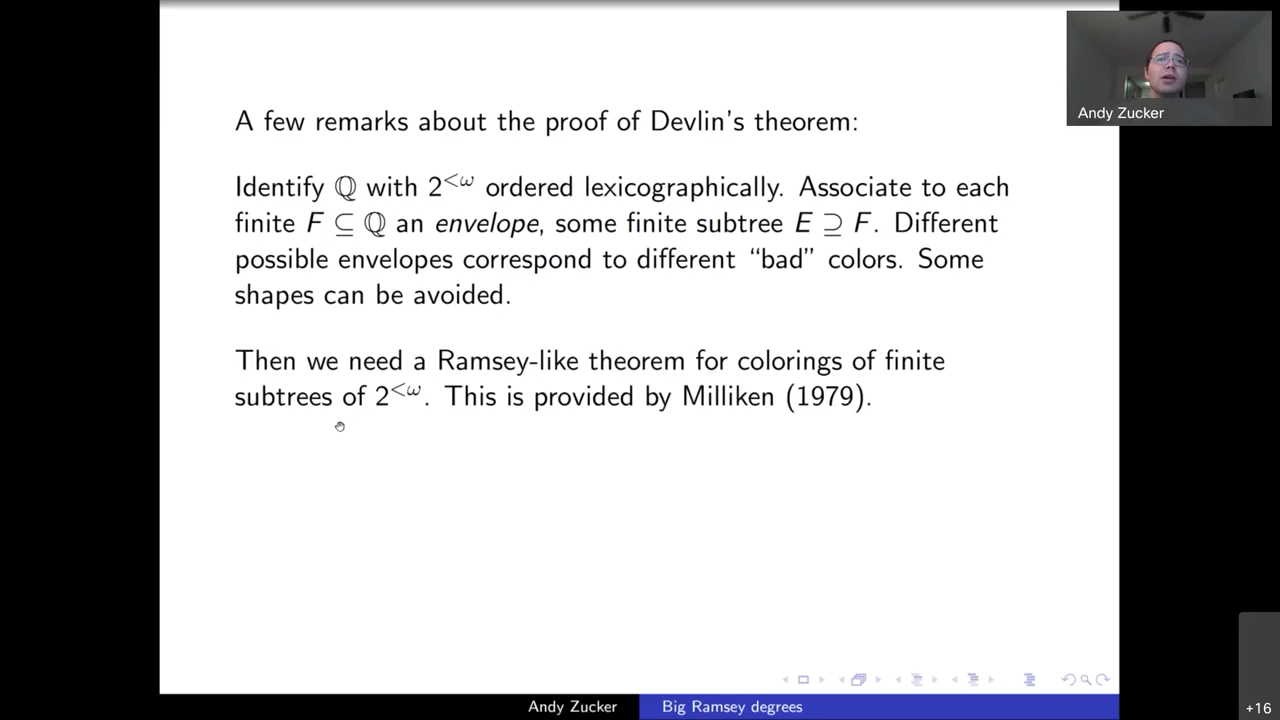 A few remarks about the proof of Devlin's theorem:
Identify ℚ with 2^{<ω} ordered lexicographically. Associate to each
finite F ⊆ ℚ an envelope, some finite subtree E ⊇ F. Different
possible envelopes correspond to different “bad” colors. Some
shapes can be avoided.
Then we need a Ramsey-like theorem for colorings of finite
subtrees of 2^{<ω}. This is provided by Milliken (1979).
Andy Zucker
Andy Zucker Big Ramsey degrees
+16